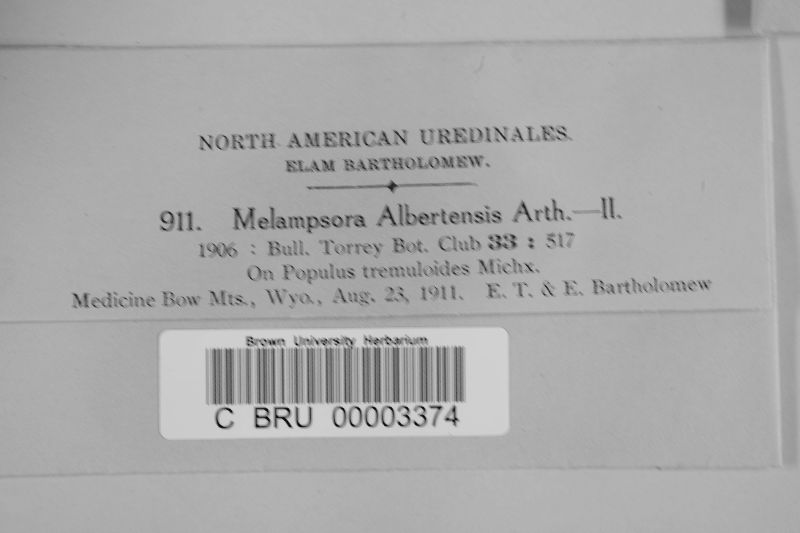 NORTH AMERICAN UREDINALES.
ELAM BARTHOLOMEW.
911. Melampsora Albertensis Arth.—II.
1906 : Bull. Torrey Bot. Club 33 : 517
On Populus tremuloides Michx.
Medicine Bow Mts., Wyo., Aug. 23, 1911. E. T. & E. Bartholomew
Brown University Herbarium
C BRU 00003374